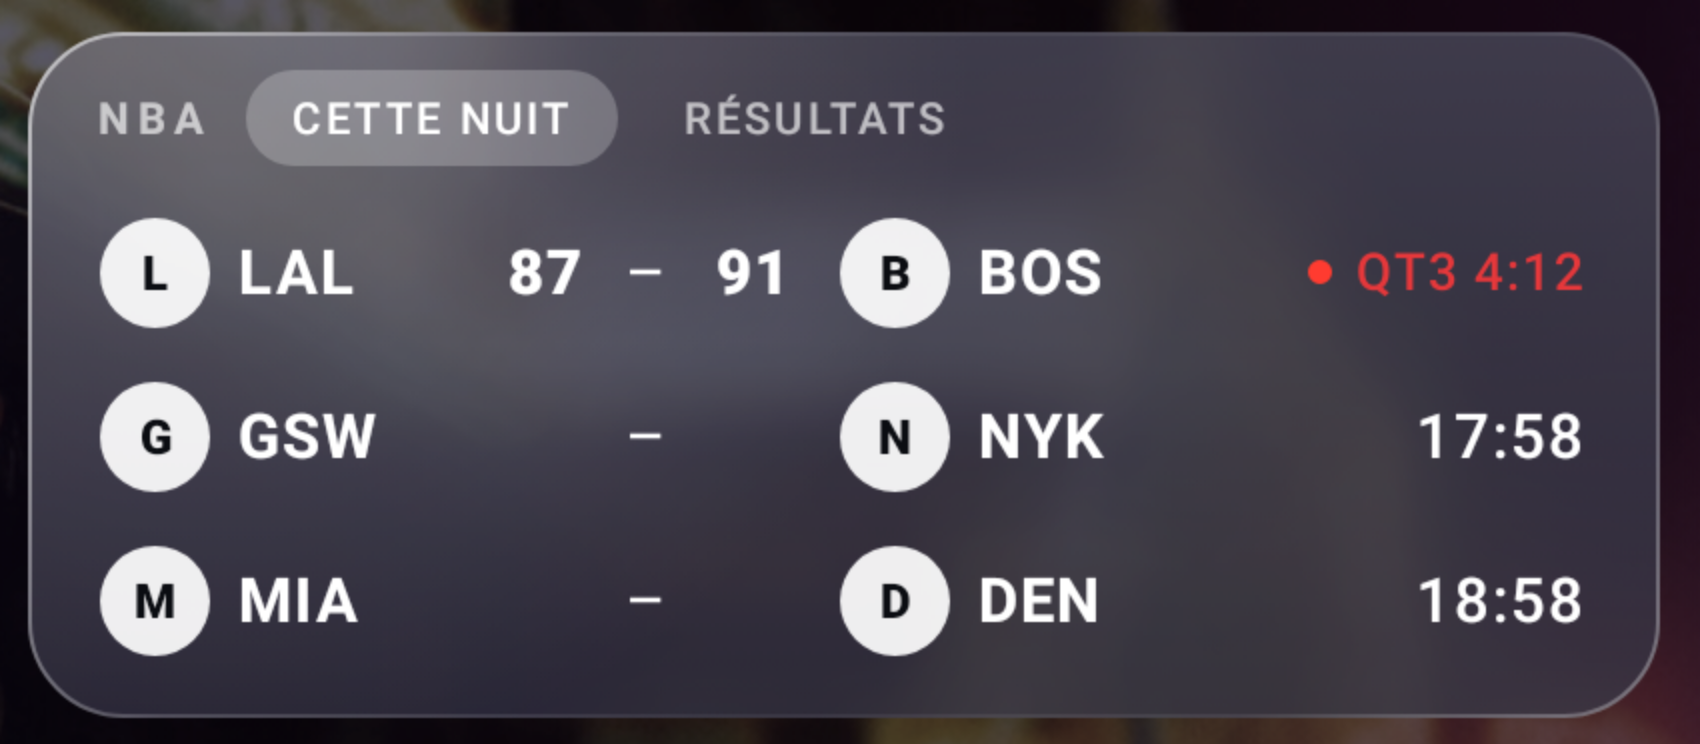 NBA CETTE NUIT RÉSULTATS
L LAL 87 – 91 B BOS • QT3 4:12
G GSW – N NYK 17:58
M MIA – D DEN 18:58